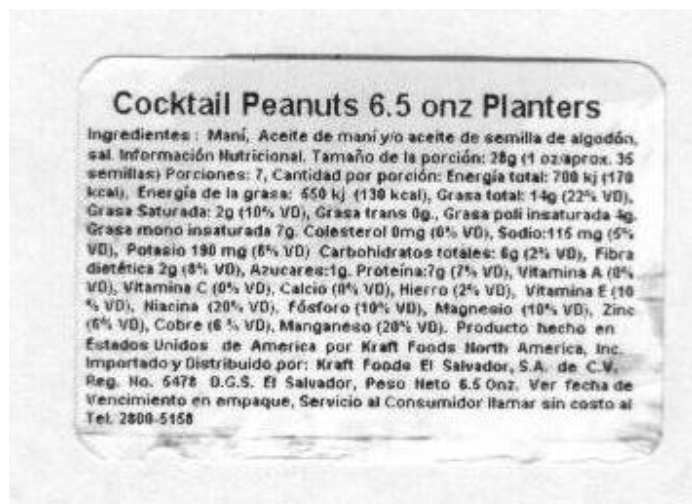 Cocktail Peanuts 6.5 onz Planters
Ingredientes : Maní, Aceite de maní y/o aceite de semilla de algodón,
sal. Información Nutricional. Tamaño de la porción: 28g (1 oz/aprox. 36
semillas) Porciones: 7, Cantidad por porción: Energía total: 700 kj (170
kcal), Energía de la grasa: 550 kj (130 kcal), Grasa total: 14g (22% VD),
Grasa Saturada: 2g (10% VD), Grasa trans 0g., Grasa poli insaturada 4g.
Grasa mono insaturada 7g. Colesterol 0mg (0% VD), Sodio:115 mg (5%
VD), Potasio 190 mg (6% VD) Carbohidratos totales: 6g (2% VD), Fibra
dietética 2g (8% VD), Azucares:1g. Proteína:7g (7% VD), Vitamina A (0%
VD), Vitamina C (0% VD), Calcio (0% VD), Hierro (2% VD), Vitamina E (10
% VD), Niacina (20% VD), Fósforo (10% VD), Magnesio (10% VD), Zinc
(6% VD), Cobre (6 % VD), Manganeso (20% VD). Producto hecho en
Estados Unidos de America por Kraft Foods North America, Inc.
Importado y Distribuido por: Kraft Foods El Salvador, S.A. de C.V.
Reg. No. 5478 D.G.S. El Salvador, Peso Neto 6.5 Onz. Ver fecha de
Vencimiento en empaque, Servicio al Consumidor llamar sin costo al
Tel. 2800-5158